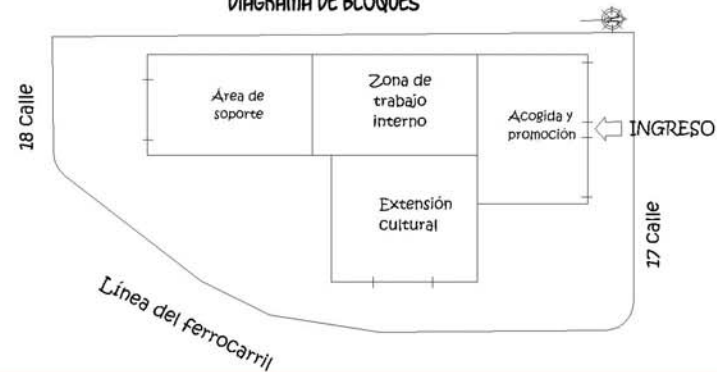 DIAGRAMA DE BLOQUES
18 Calle
Área de
soporte
Zona de
trabajo
interno
Acogida y
promoción
INGRESO
Extensión
cultural
17 Calle
Línea del ferrocarril